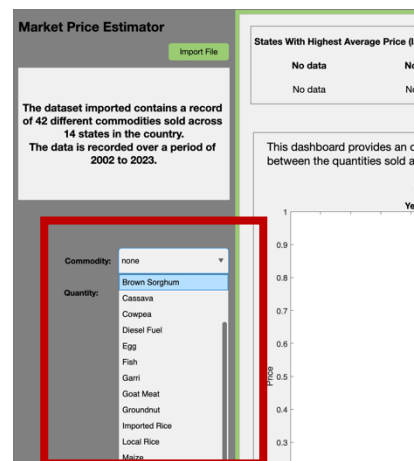 Market Price Estimator
Import File
The dataset imported contains a record
of 42 different commodities sold across
14 states in the country.
The data is recorded over a period of
2002 to 2023.
Commodity:
none
Quantity:
Brown Sorghum
Cassava
Cowpea
Diesel Fuel
Egg
Fish
Garri
Goat Meat
Groundnut
Imported Rice
Local Rice
Maize
States With Highest Average Price (
No data
No data
This dashboard provides an
between the quantities sold
1
0.9
0.8
0.7
0.6
0.5
0.4
0.3
Price